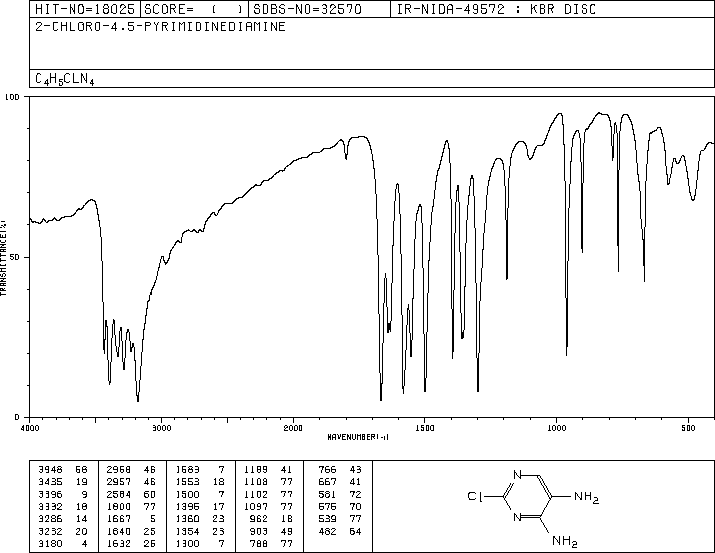 HIT-NO=18025 SCORE= ( ) SDBS-NO=32570 IR-NIDA-49572 : KBR DISC
2-CHLORO-4.5-PYRIMIDINEDIAMINE
C4H5CLN4
100
50
0
TRANSMITTANCE(%)
4000 3000 2000 1500 1000 500
WAVENUMBER(-1)
3948 2968 46 1583 7 1189 41 766 43
3435 19 2957 46 1553 18 1108 77 667 41
3396 9 2584 60 1500 7 1102 77 581 72
3332 18 1800 77 1396 17 1097 77 576 70
3286 14 1667 5 1360 23 962 18 539 77
3232 20 1640 25 1354 23 903 49 482 64
3180 4 1632 26 1300 7 788 77
N
Cl
N
NH2
NH2